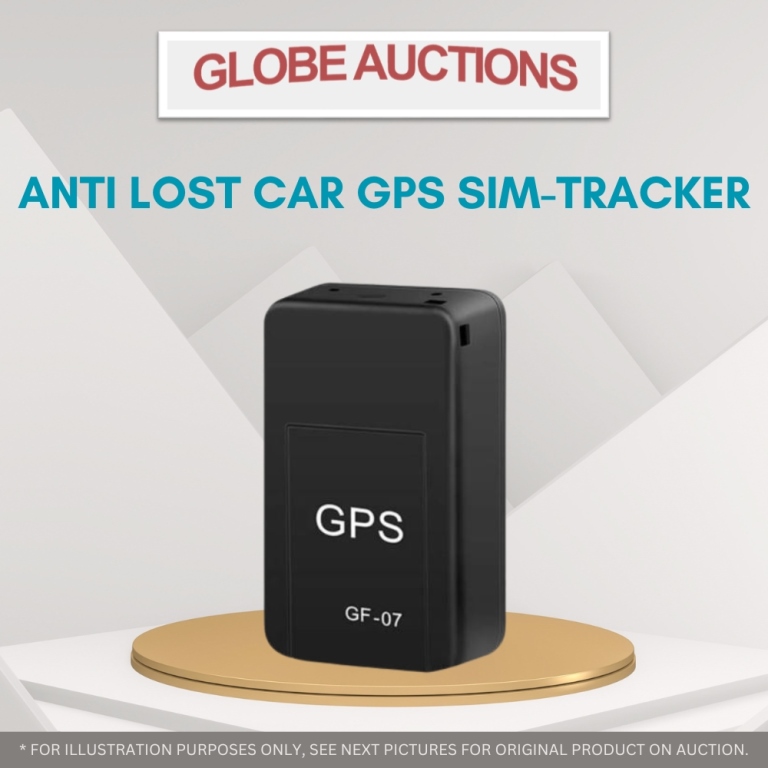 GLOBE AUCTIONS
ANTI LOST CAR GPS SIM-TRACKER
GPS
GF-07
* FOR ILLUSTRATION PURPOSES ONLY, SEE NEXT PICTURES FOR ORIGINAL PRODUCT ON AUCTION.